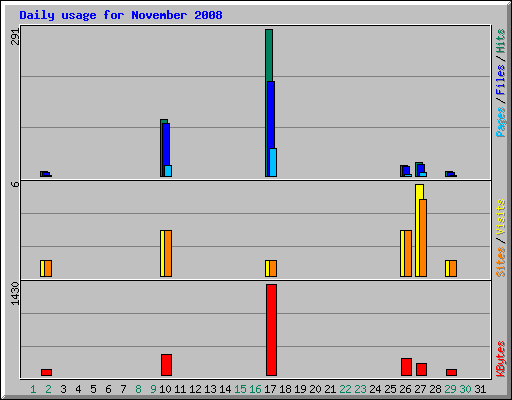 Daily usage for November 2008
291
Pages / Files / Hits
6
Sites / Visits
1430
KBytes
1 2 3 4 5 6 7 8 9 10 11 12 13 14 15 16 17 18 19 20 21 22 23 24 25 26 27 28 29 30 31